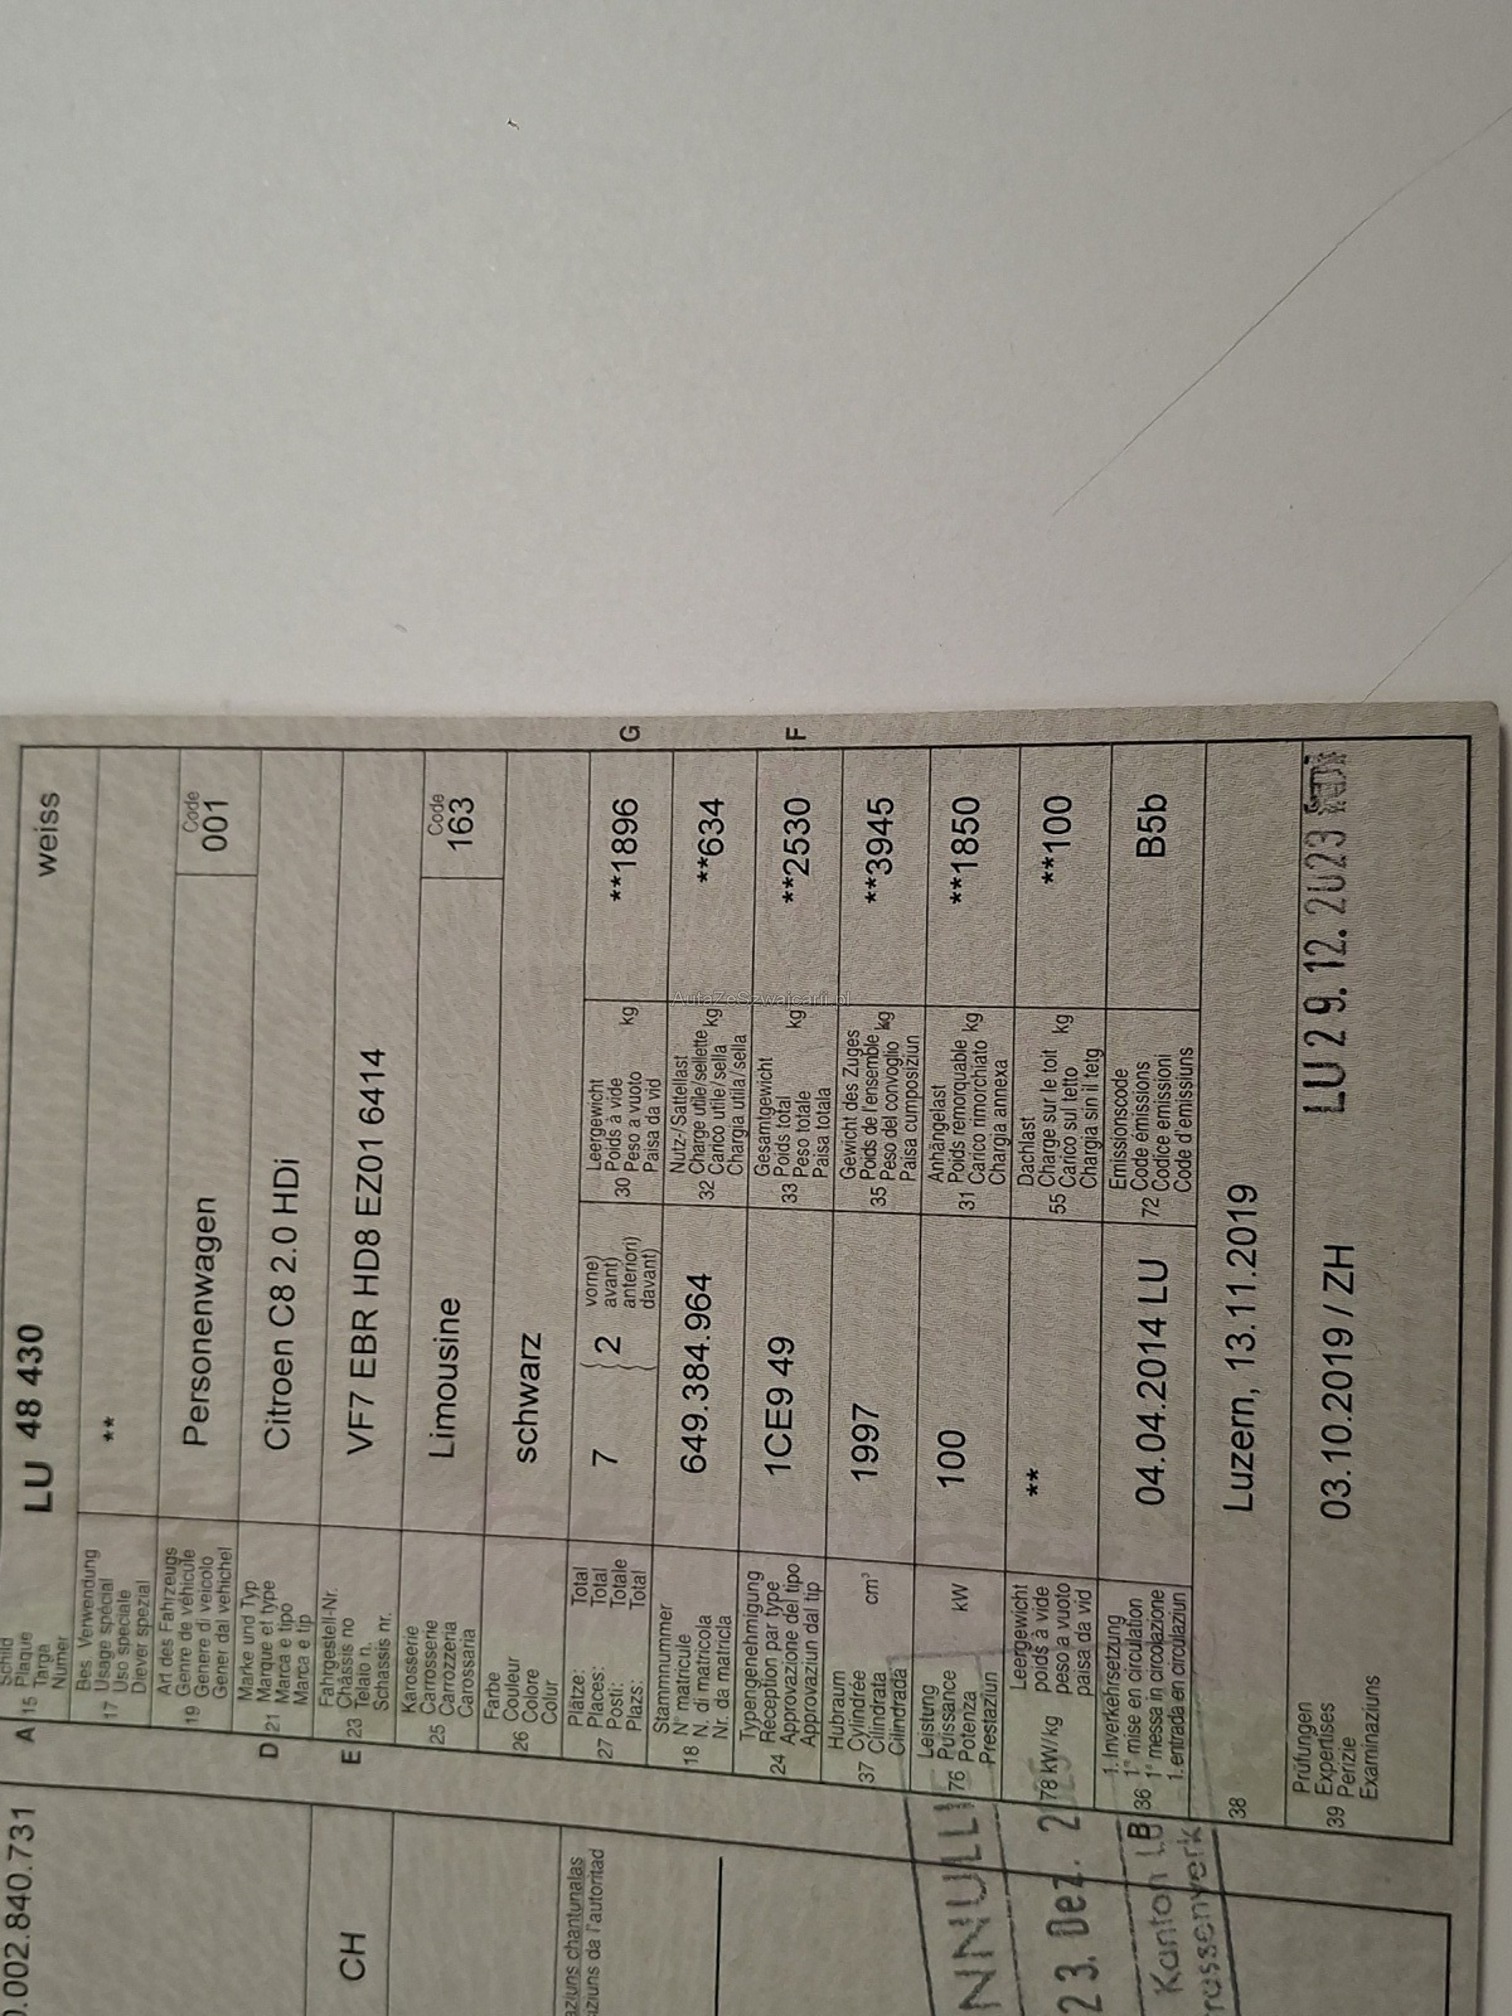 .002.840.731
CH
aziuns chantunalas
ziuns da l'autoritad
NNULLI
23. Dez. 2
Kanton LU
rassenverk
B
Schild
A 15 Plaque
Targa
Numer
LU 48 430 weiss
Bes. Verwendung
17 Usage spécial
Uso speciale
Diever spezial
**
Art des Fahrzeugs
19 Genre de véhicule
Genere di veicolo
Gener dal vehichel
Personenwagen
Code
001
Marke und Typ
D 21 Marque et type
Marca e tipo
Marca e tip
Citroen C8 2.0 HDi
Fahrgestell-Nr.
E 23 Châssis no
Telaio n.
Schassis nr.
VF7 EBR HD8 EZ01 6414
Karosserie
25 Carrosserie
Carrozzeria
Carossaria
Limousine
Code
163
Farbe
26 Couleur
Colore
Colur
schwarz
Plätze: Total
27 Places: Total
Posti: Totale
Plazs: Total
7 2
vorne)
avant)
anteriori)
davant)
Leergewicht
30 Poids à vide
Peso a vuoto kg
Paisa da vid
**1896
G
Stammnummer
18 N° matricule
N. di matricola
Nr. da matricla
649.384.964
Nutz-/Sattellast
32 Charge utile/sellette kg
Carico utile/sella
Chargia utila/sella
**634
Typengenehmigung
24 Réception par type
Approvazione del tipo
Approvaziun dal tip
1CE9 49
Gesamtgewicht
33 Poids total kg
Peso totale
Paisa totala
**2530
F
Hubraum
37 Cylindrée cm³
Cilindrata
Cilindrada
1997
Gewicht des Zuges
35 Poids de l'ensemble kg
Peso del convoglio
Paisa cumposiziun
**3945
Leistung
76 Puissance kW
Potenza
Prestaziun
100
Anhängelast
31 Poids remorquable kg
Carico rimorchiato
Chargia annexa
**1850
Leergewicht
78 kW/kg poids à vide
peso a vuoto
paisa da vid
**
Dachlast
55 Charge sur le toit kg
Carico sul tetto
Chargia sin il tetg
**100
1. Inverkehrsetzung
36 1re mise en circulation
1a messa in circolazione
1. entrada en circulaziun
04.04.2014 LU
Emissionscode
72 Code émissions
Codice emissioni
Code d'emissiuns
B5b
38
Luzern, 13.11.2019
Prüfungen
39 Expertises
Perizie
Examinaziuns
03.10.2019 / ZH
LU 29. 12. 2023
AutaZeSzwajcarii.pl